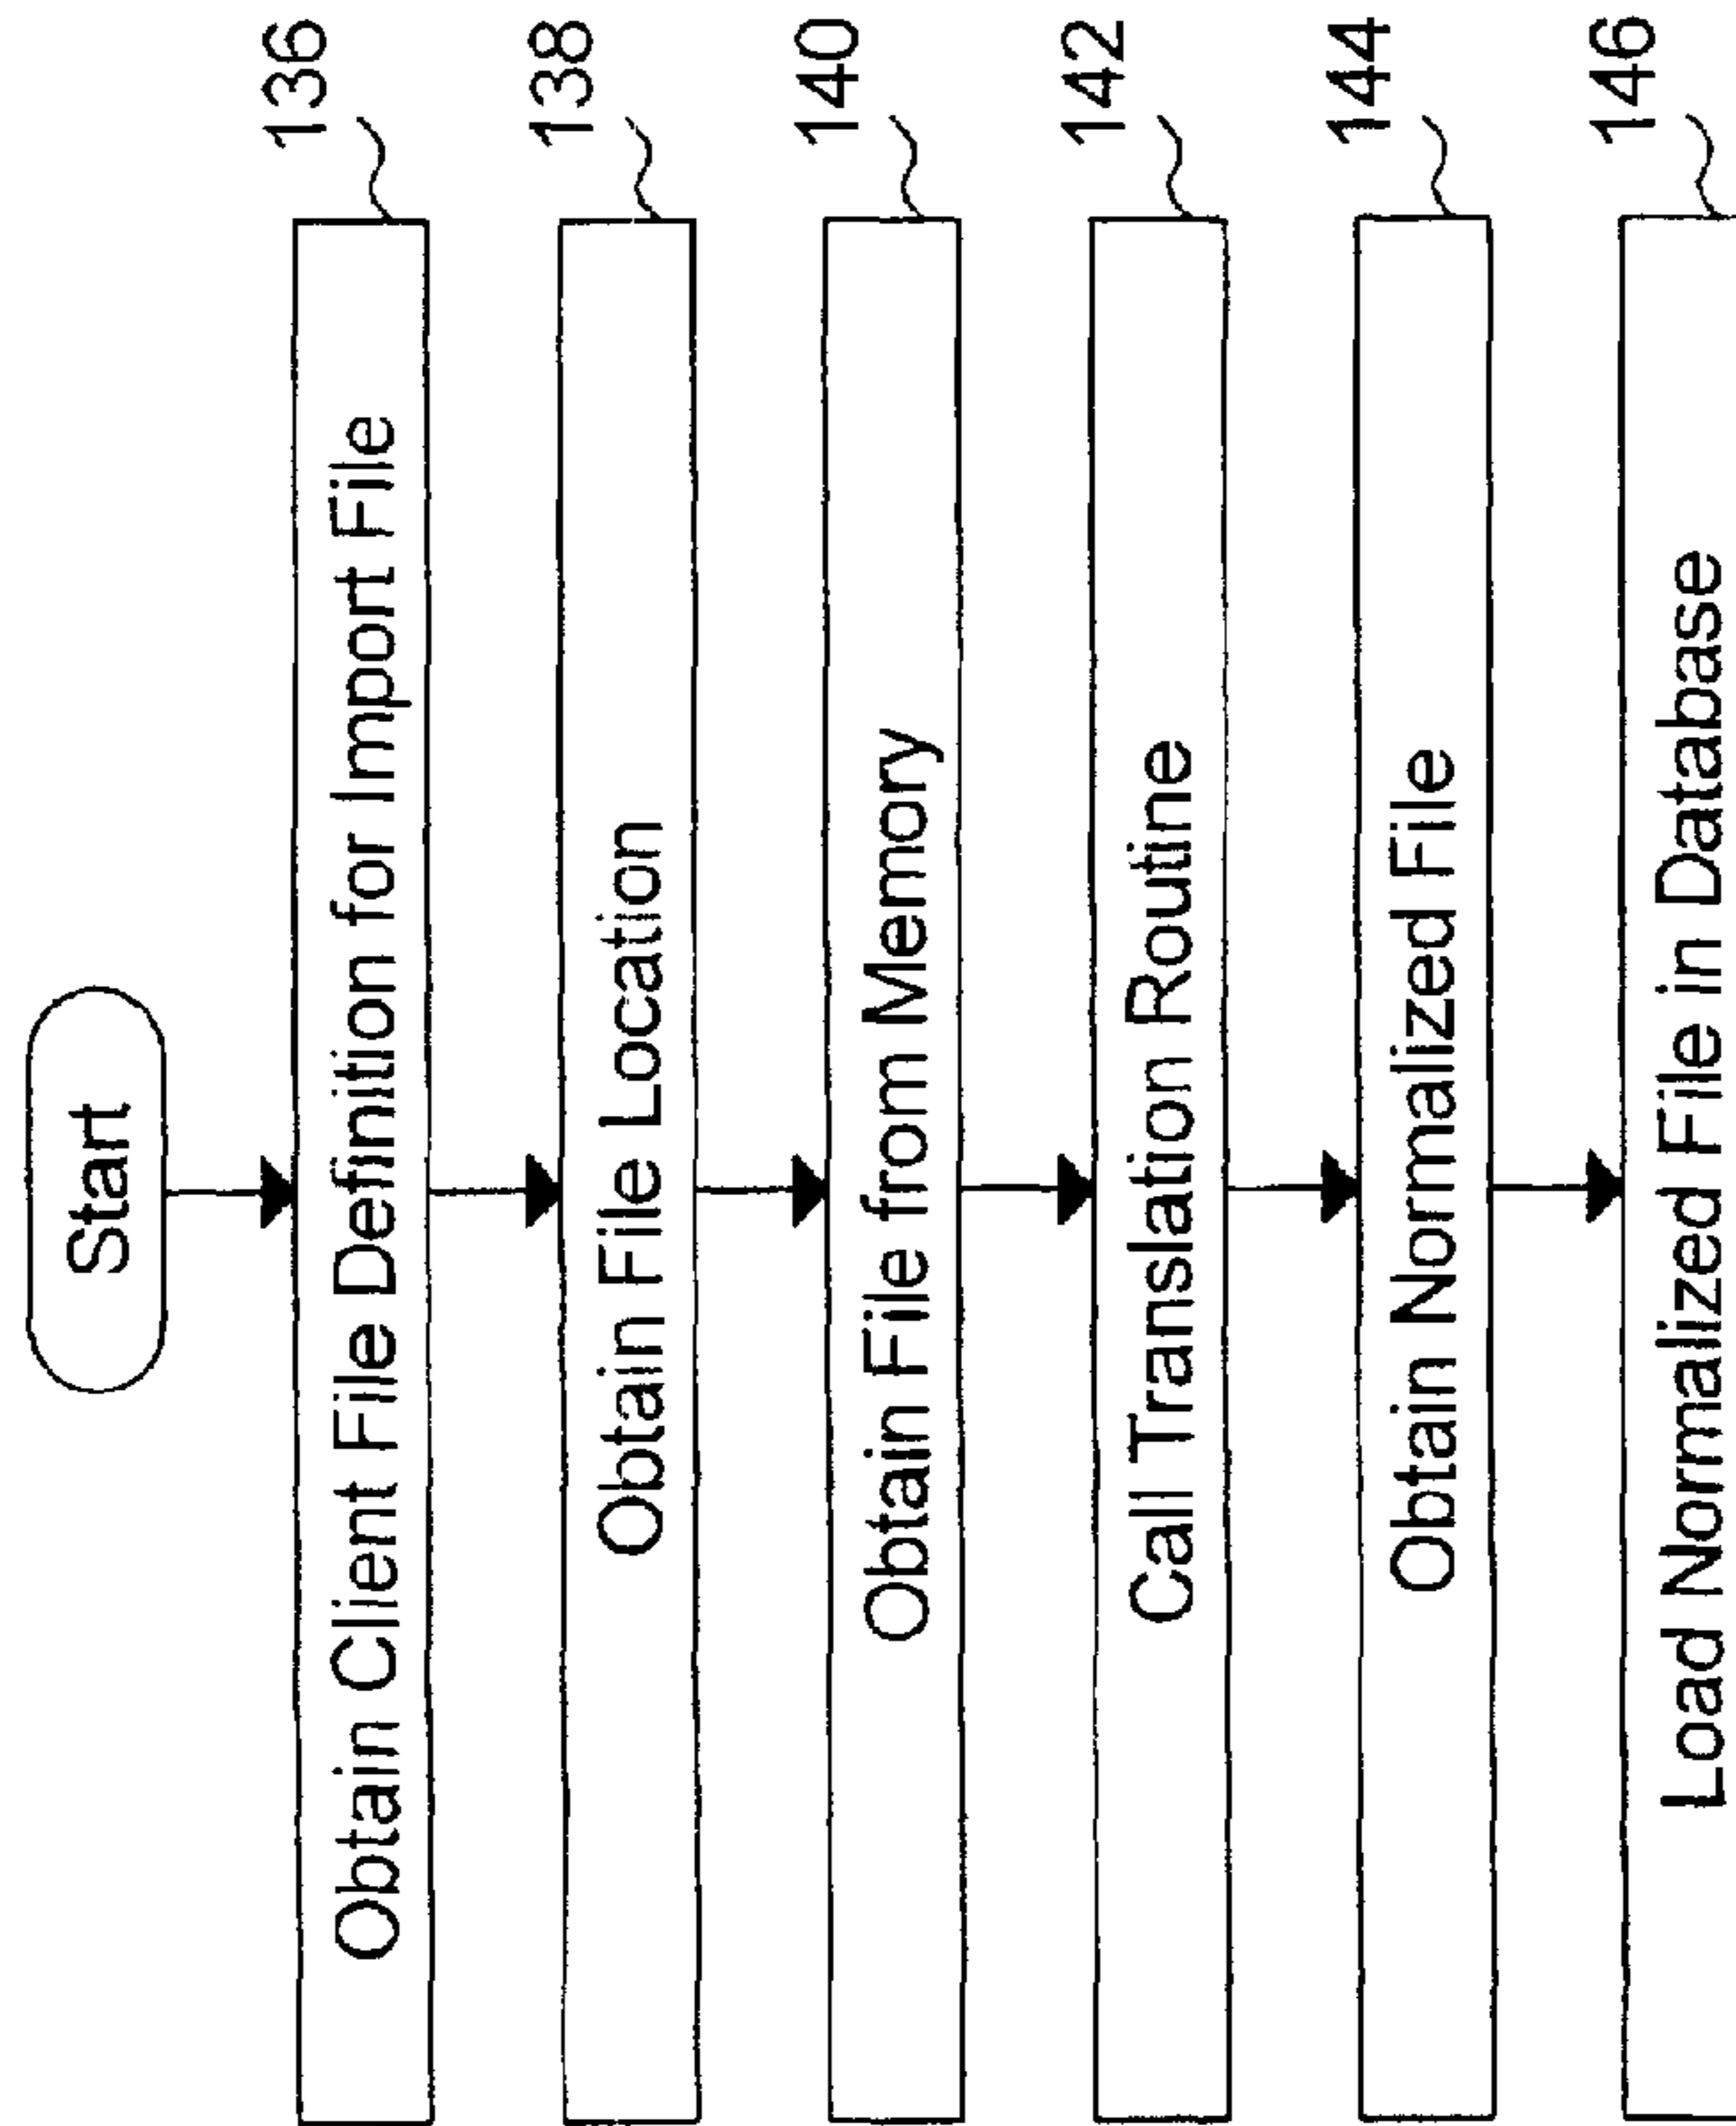 Start
136
Obtain Client File Definition for Import File
138
Obtain File Location
140
Obtain File from Memory
142
Call Translation Routine
144
Obtain Normalized File
146
Load Normalized File in Database